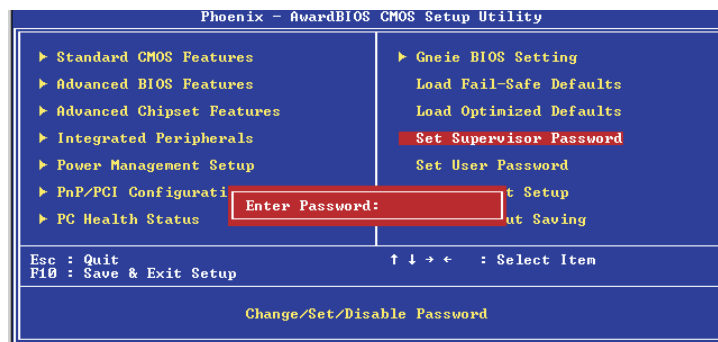 Phoenix - AwardBIOS CMOS Setup Utility
▶ Standard CMOS Features
▶ Advanced BIOS Features
▶ Advanced Chipset Features
▶ Integrated Peripherals
▶ Power Management Setup
▶ PnP/PCI Configurati
▶ PC Health Status
▶ Gneie BIOS Setting
Load Fail-Safe Defaults
Load Optimized Defaults
Set Supervisor Password
Set User Password
t Setup
ut Saving
Enter Password:
Esc : Quit
F10 : Save & Exit Setup
↑ ↓ → ← : Select Item
Change/Set/Disable Password